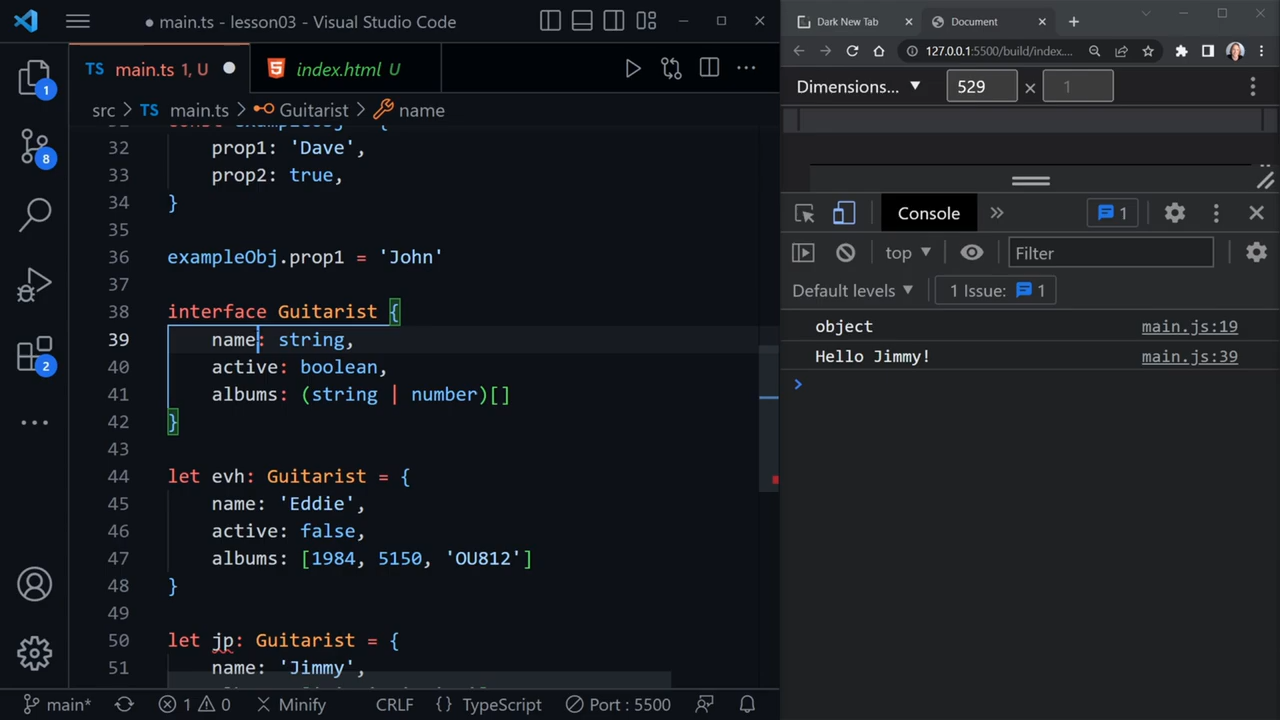 ● main.ts - lesson03 - Visual Studio Code
TS main.ts 1, U ●
index.html U
src > TS main.ts > Guitarist > name
32 prop1: 'Dave',
33 prop2: true,
34 }
35
36 exampleObj.prop1 = 'John'
37
38 interface Guitarist {
39 name: string,
40 active: boolean,
41 albums: (string | number)[]
42 }
43
44 let evh: Guitarist = {
45 name: 'Eddie',
46 active: false,
47 albums: [1984, 5150, 'OU812']
48 }
49
50 let jp: Guitarist = {
51 name: 'Jimmy',
1
8
2
main* 1 0 Minify CRLF {} TypeScript Port : 5500
Dark New Tab
Document
127.0.0.1:5500/build/index....
Dimensions... 529 × 1
Console » 1
top Filter
Default levels 1 Issue: 1
object main.js:19
Hello Jimmy! main.js:39
>